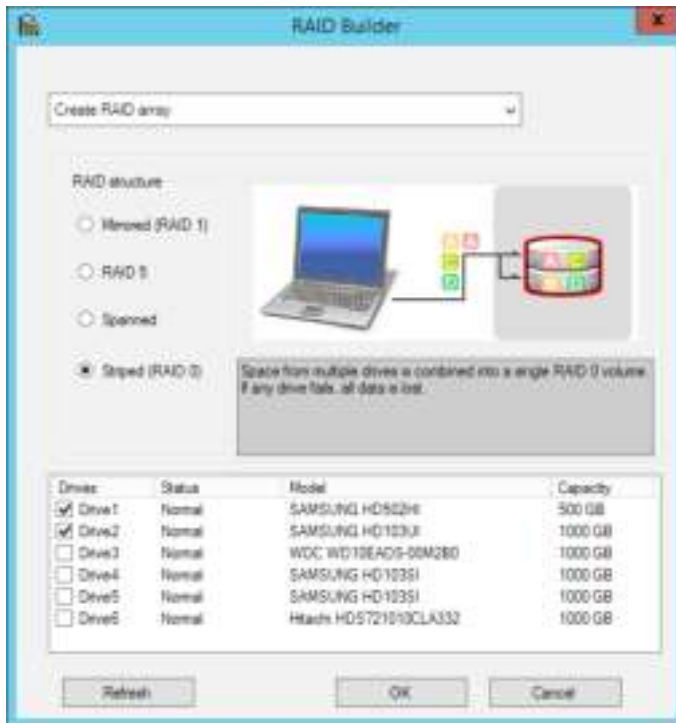 RAID Builder
x
Create RAID array
RAID structure
Mirrored (RAID 1)
RAID 5
Spanned
Striped (RAID 0)
Space from multiple drives is combined into a single RAID 0 volume.
If any drive fails, all data is lost.
Drives Status Model Capacity
Drive1 Normal SAMSUNG HD502HI 500 GB
Drive2 Normal SAMSUNG HD103UI 1000 GB
Drive3 Normal WDC WD10EADS-00M2B0 1000 GB
Drive4 Normal SAMSUNG HD103SI 1000 GB
Drive5 Normal SAMSUNG HD103SI 1000 GB
Drive6 Normal Hitachi HDS721010CLA332 1000 GB
Refresh OK Cancel